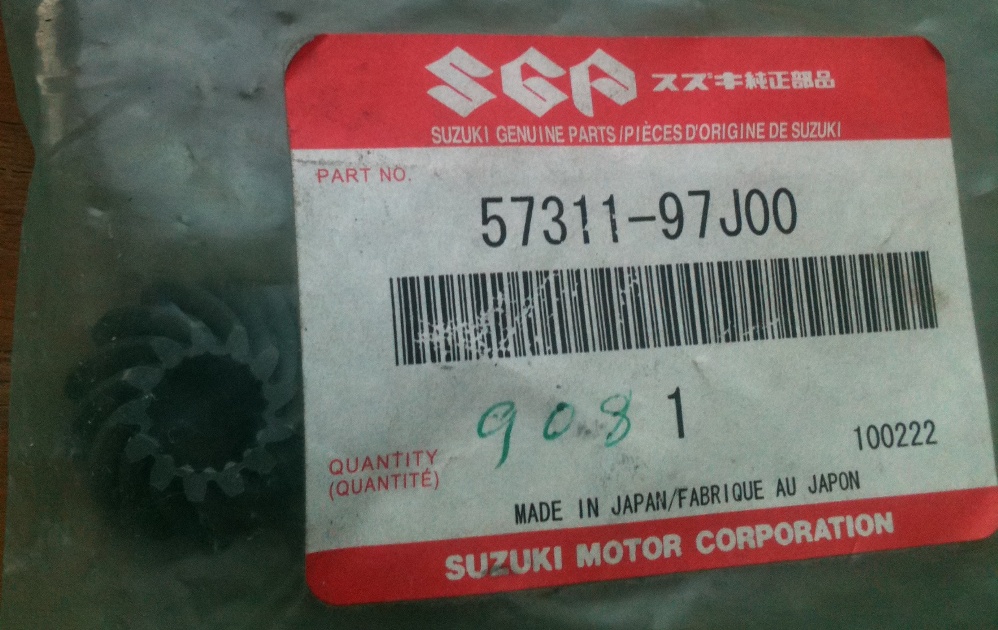 SGP スズキ純正部品
SUZUKI GENUINE PARTS/PIÈCES D'ORIGINE DE SUZUKI
PART NO.
57311-97J00
908 1
100222
QUANTITY
(QUANTITÉ)
MADE IN JAPAN/FABRIQUE AU JAPON
SUZUKI MOTOR CORPORATION